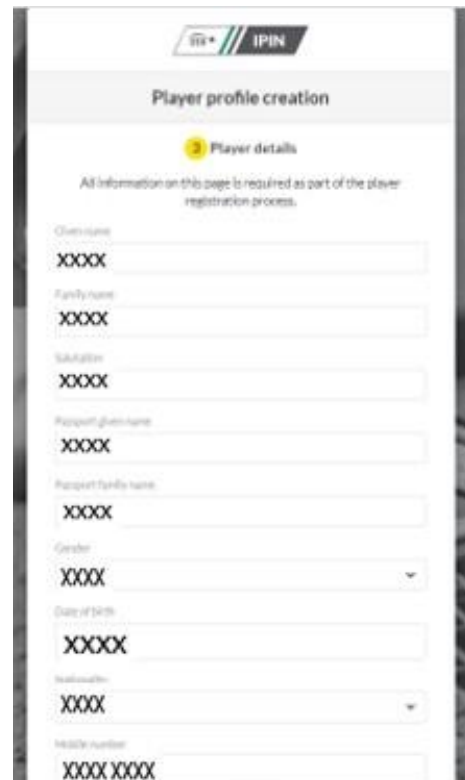 IPIN
Player profile creation
3 Player details
All information on this page is required as part of the player
registration process.
Given name
XXXX
Family name
XXXX
Salutation
XXXX
Passport given name
XXXX
Passport family name
XXXX
Gender
XXXX
Date of birth
XXXX
Nationality
XXXX
Mobile number
XXXX XXXX